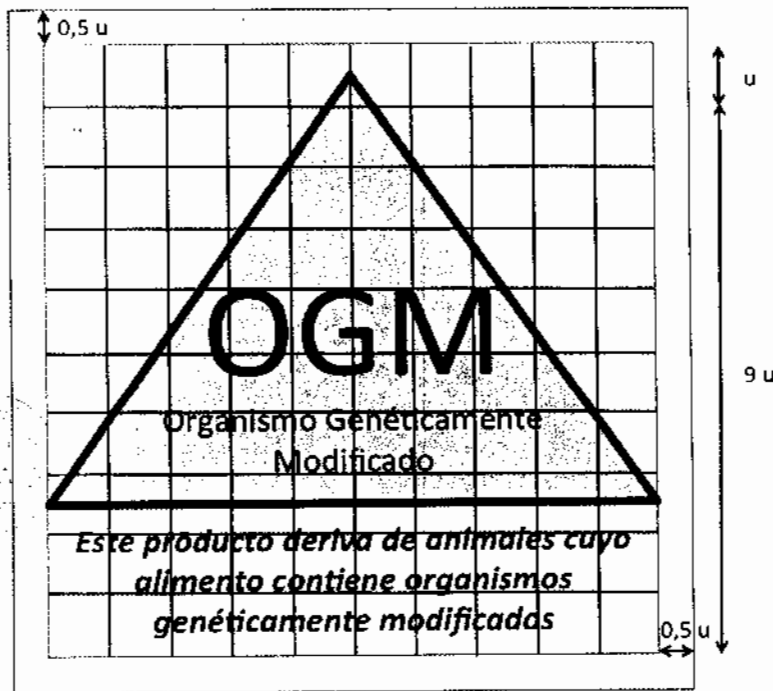 0,5 u
u
OGM
9 u
Organismo Genéticamente
Modificado
Este producto deriva de animales cuyo
alimento contiene organismos
genéticamente modificados
0,5 u